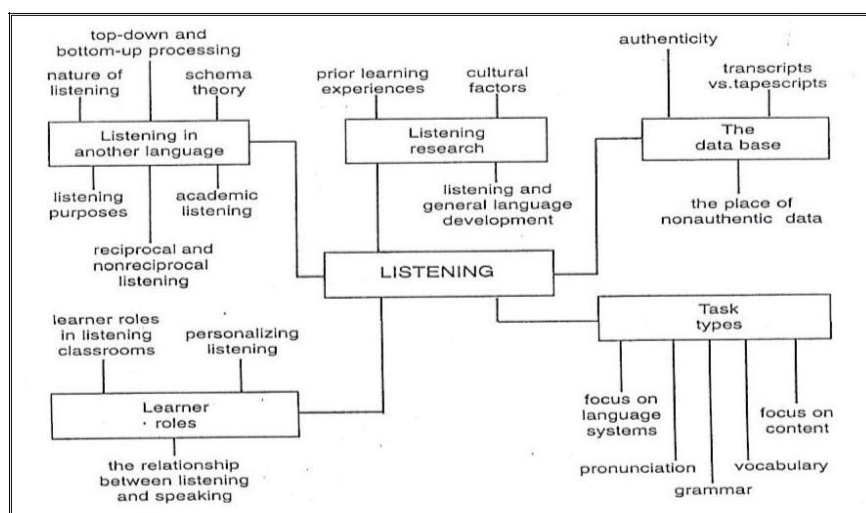 top-down and
bottom-up processing
nature of
listening
schema
theory
Listening in
another language
listening
purposes
academic
listening
reciprocal and
nonreciprocal
listening
prior learning
experiences
cultural
factors
Listening
research
listening and
general language
development
authenticity
transcripts
vs.tapescripts
The
data base
the place of
nonauthentic data
LISTENING
learner roles
in listening
classrooms
personalizing
listening
Learner
roles
the relationship
between listening
and speaking
Task
types
focus on
language
systems
focus on
content
pronunciation
vocabulary
grammar